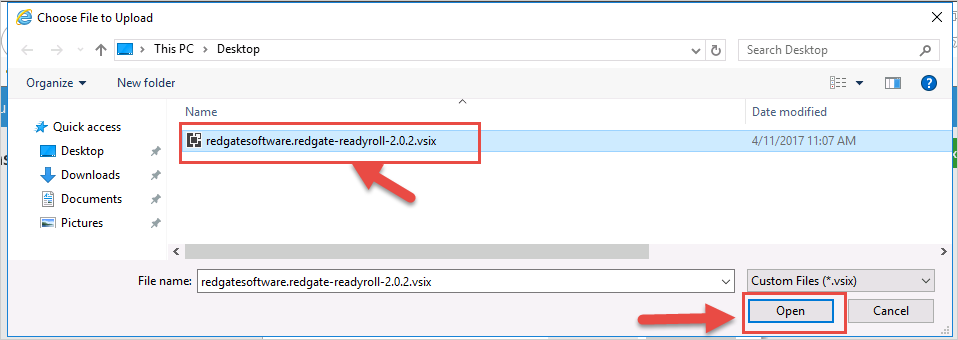 Choose File to Upload
This PC > Desktop
Search Desktop
Organize
New folder
?
Name
Date modified
Quick access
redgatesoftware.redgate-readyroll-2.0.2.vsix
4/11/2017 11:07 AM
Desktop
Downloads
Documents
Pictures
File name:
redgatesoftware.redgate-readyroll-2.0.2.vsix
Custom Files (*.vsix)
Open
Cancel